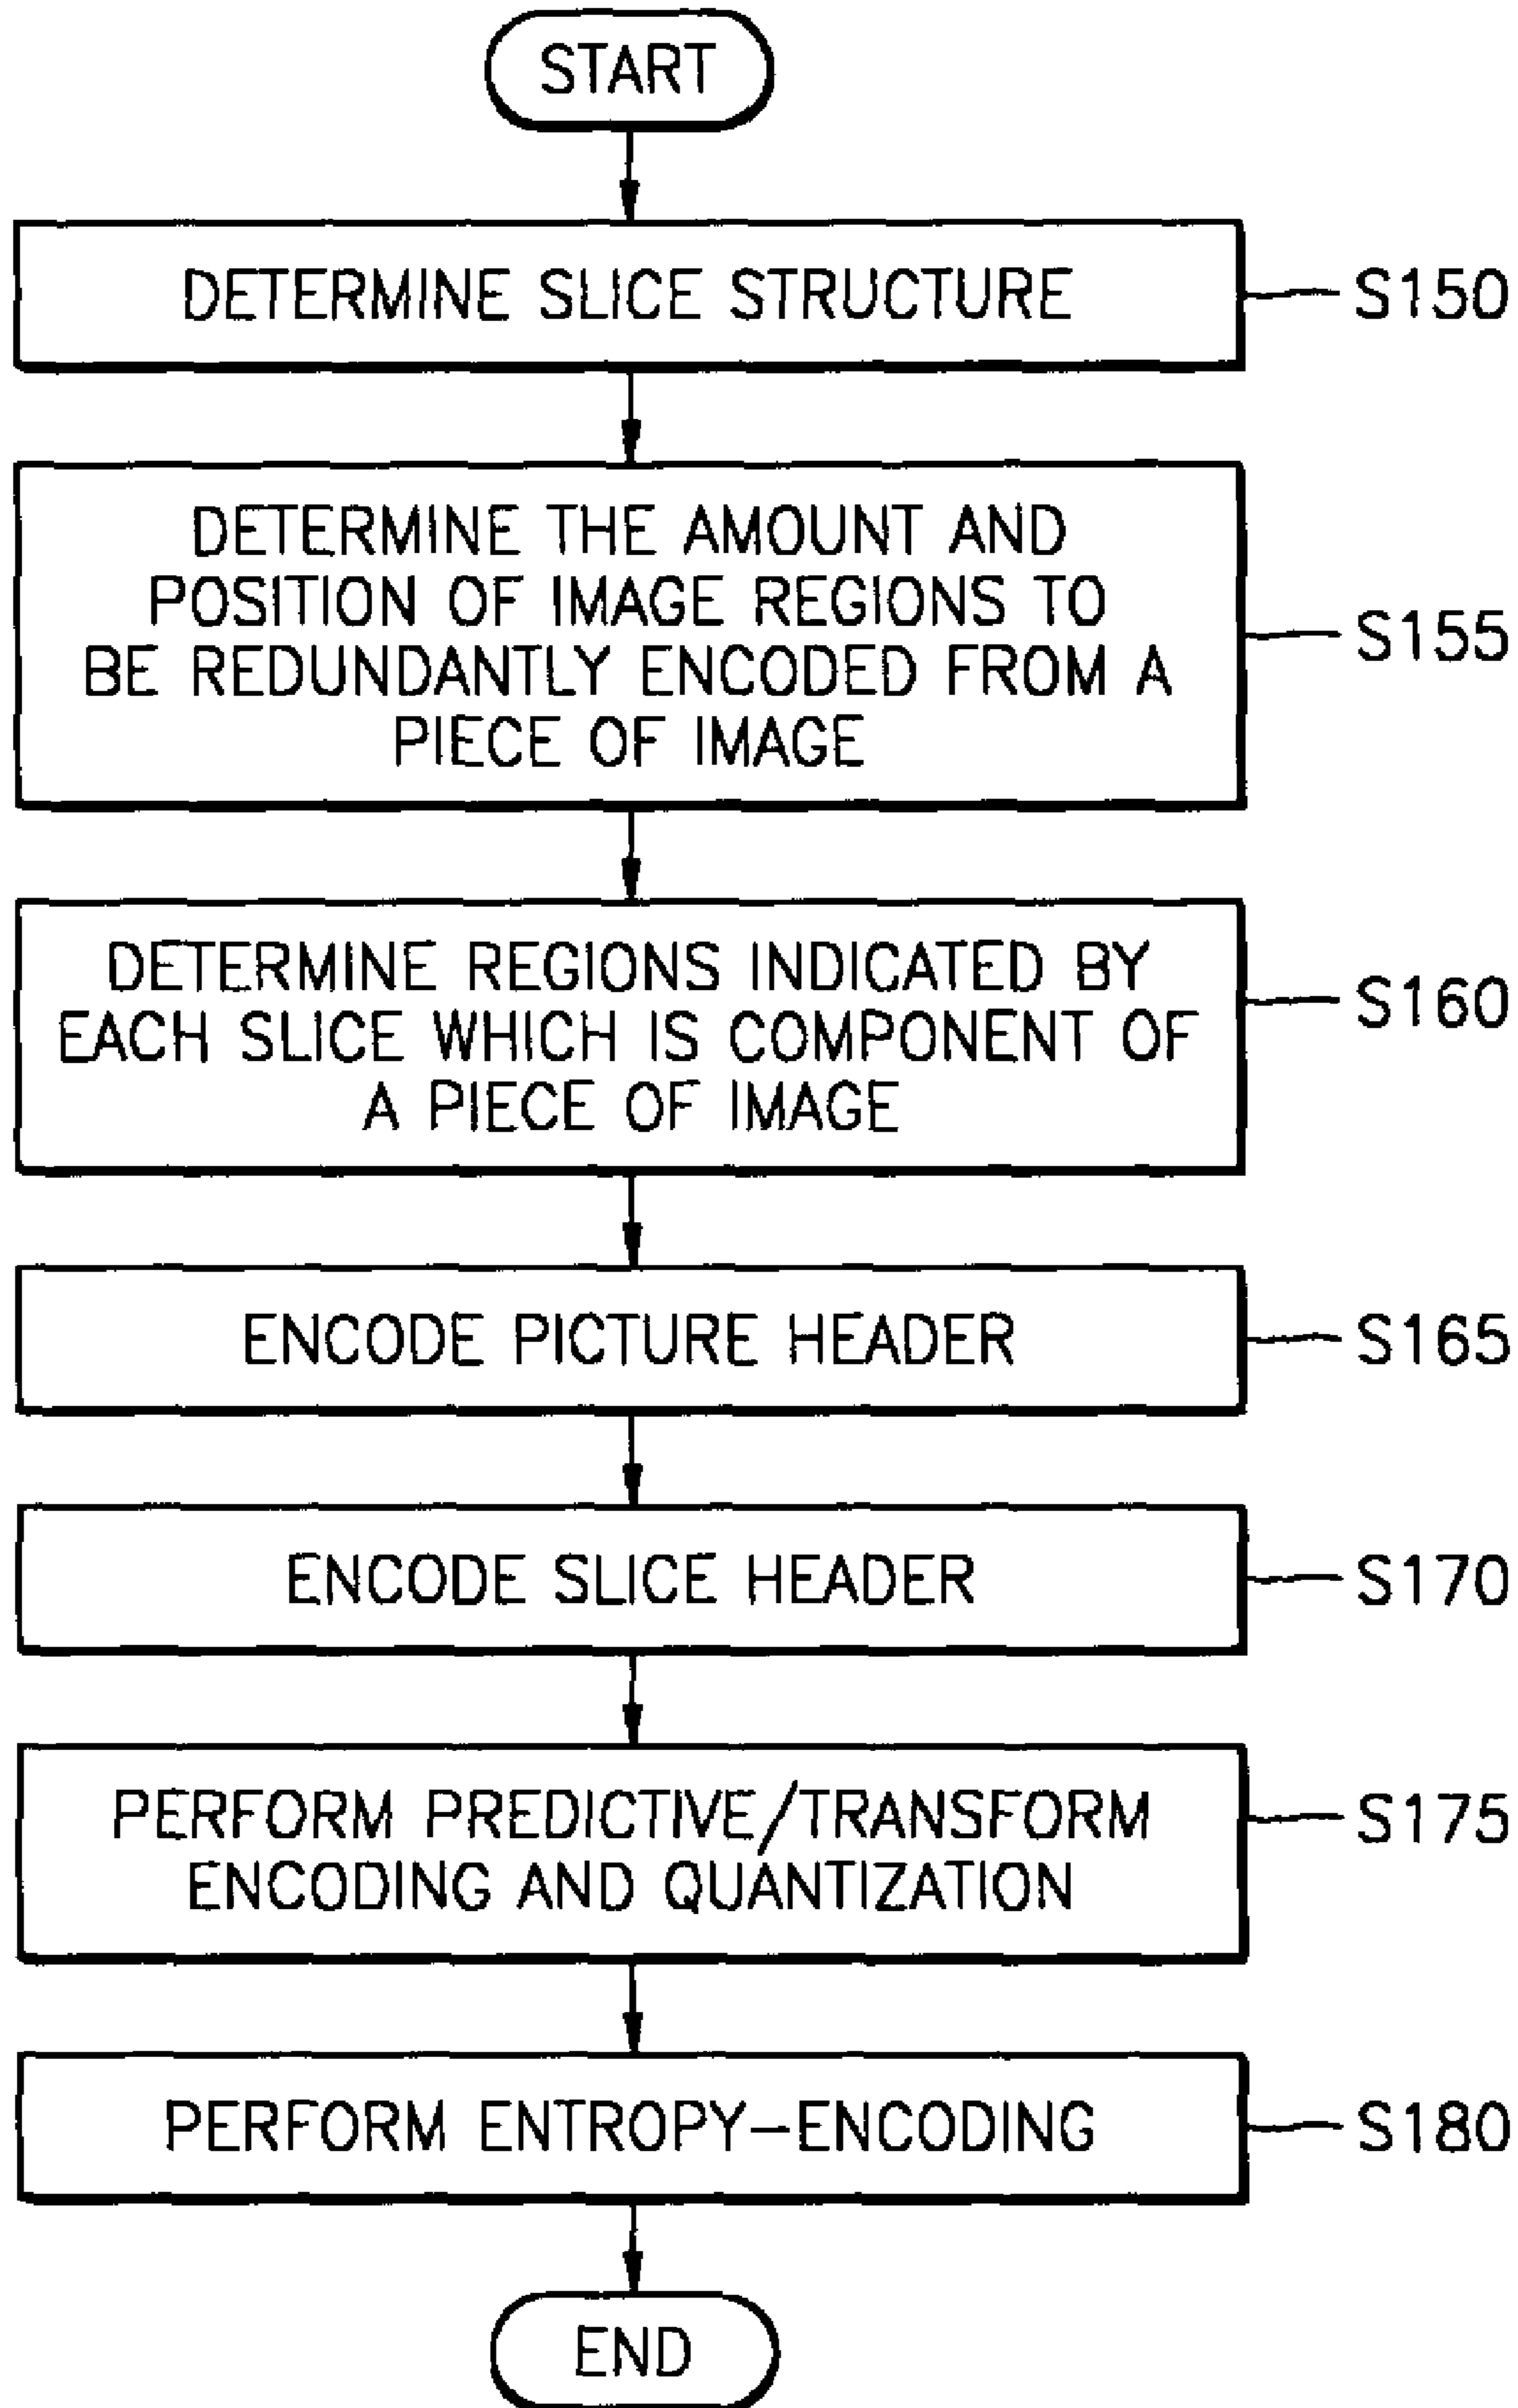 START
DETERMINE SLICE STRUCTURE
S150
DETERMINE THE AMOUNT AND
POSITION OF IMAGE REGIONS TO
BE REDUNDANTLY ENCODED FROM A
PIECE OF IMAGE
S155
DETERMINE REGIONS INDICATED BY
EACH SLICE WHICH IS COMPONENT OF
A PIECE OF IMAGE
S160
ENCODE PICTURE HEADER
S165
ENCODE SLICE HEADER
S170
PERFORM PREDICTIVE/TRANSFORM
ENCODING AND QUANTIZATION
S175
PERFORM ENTROPY-ENCODING
S180
END